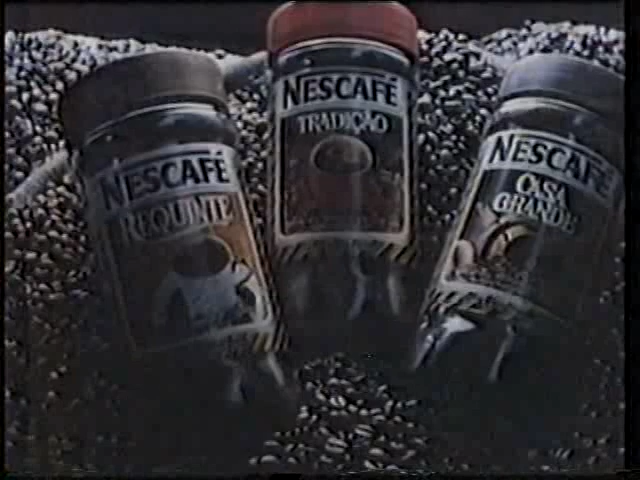 NESCAFÉ
REQUINTE
NESCAFÉ
TRADIÇÃO
NESCAFÉ
CASA
GRANDE